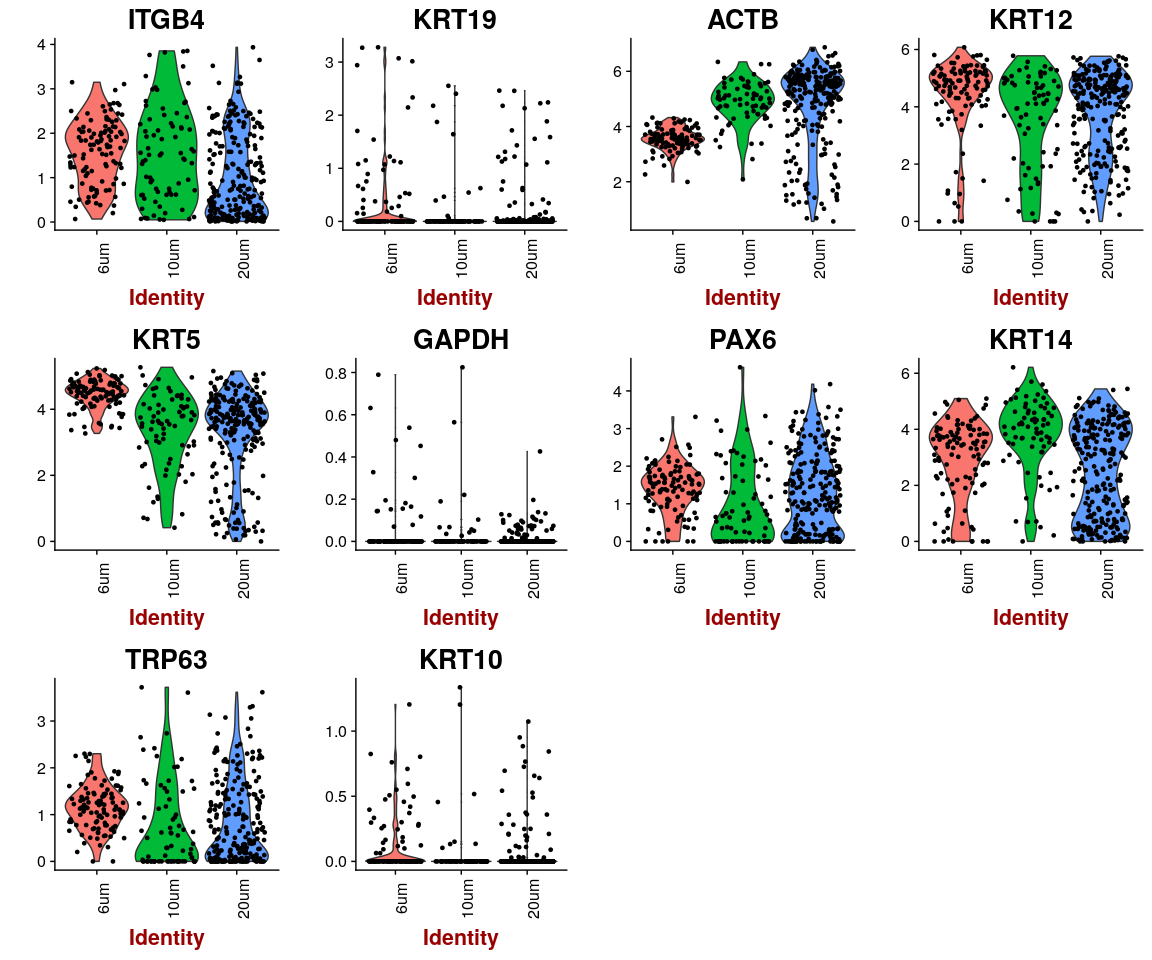 ITGB4
KRT19
ACTB
KRT12
4
3
2
1
0
3
2
1
0
6
4
2
6
4
2
0
6um
10um
20um
6um
10um
20um
6um
10um
20um
6um
10um
20um
Identity
Identity
Identity
Identity
KRT5
GAPDH
PAX6
KRT14
4
2
0
0.8
0.6
0.4
0.2
0.0
4
3
2
1
0
6
4
2
0
6um
10um
20um
6um
10um
20um
6um
10um
20um
6um
10um
20um
Identity
Identity
Identity
Identity
TRP63
KRT10
3
2
1
0
1.0
0.5
0.0
6um
10um
20um
6um
10um
20um
Identity
Identity